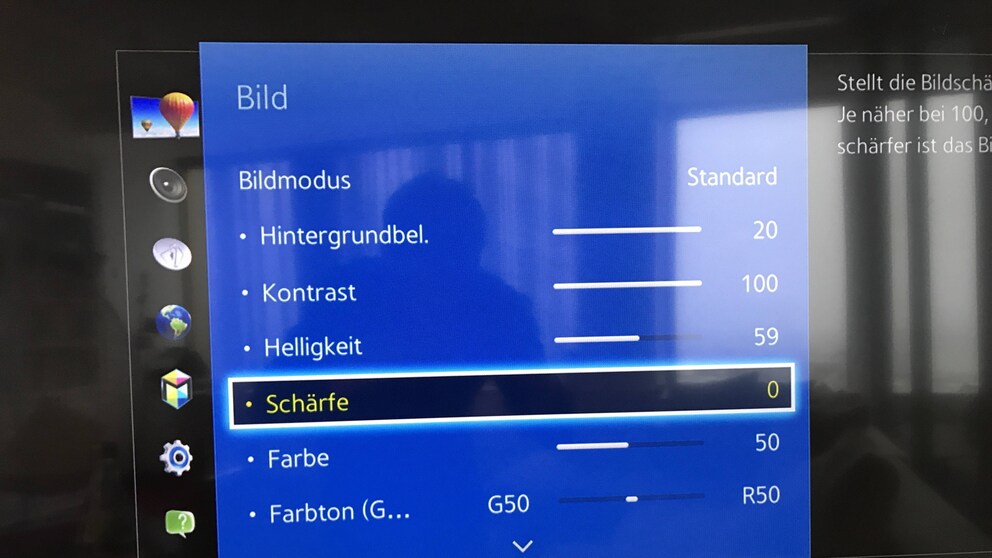 Bild
Bildmodus Standard
• Hintergrundbel. 20
• Kontrast 100
• Helligkeit 59
• Schärfe 0
• Farbe 50
• Farbton (G... G50 R50
Stellt die Bildschä
Je näher bei 100,
schärfer ist das Bi
?